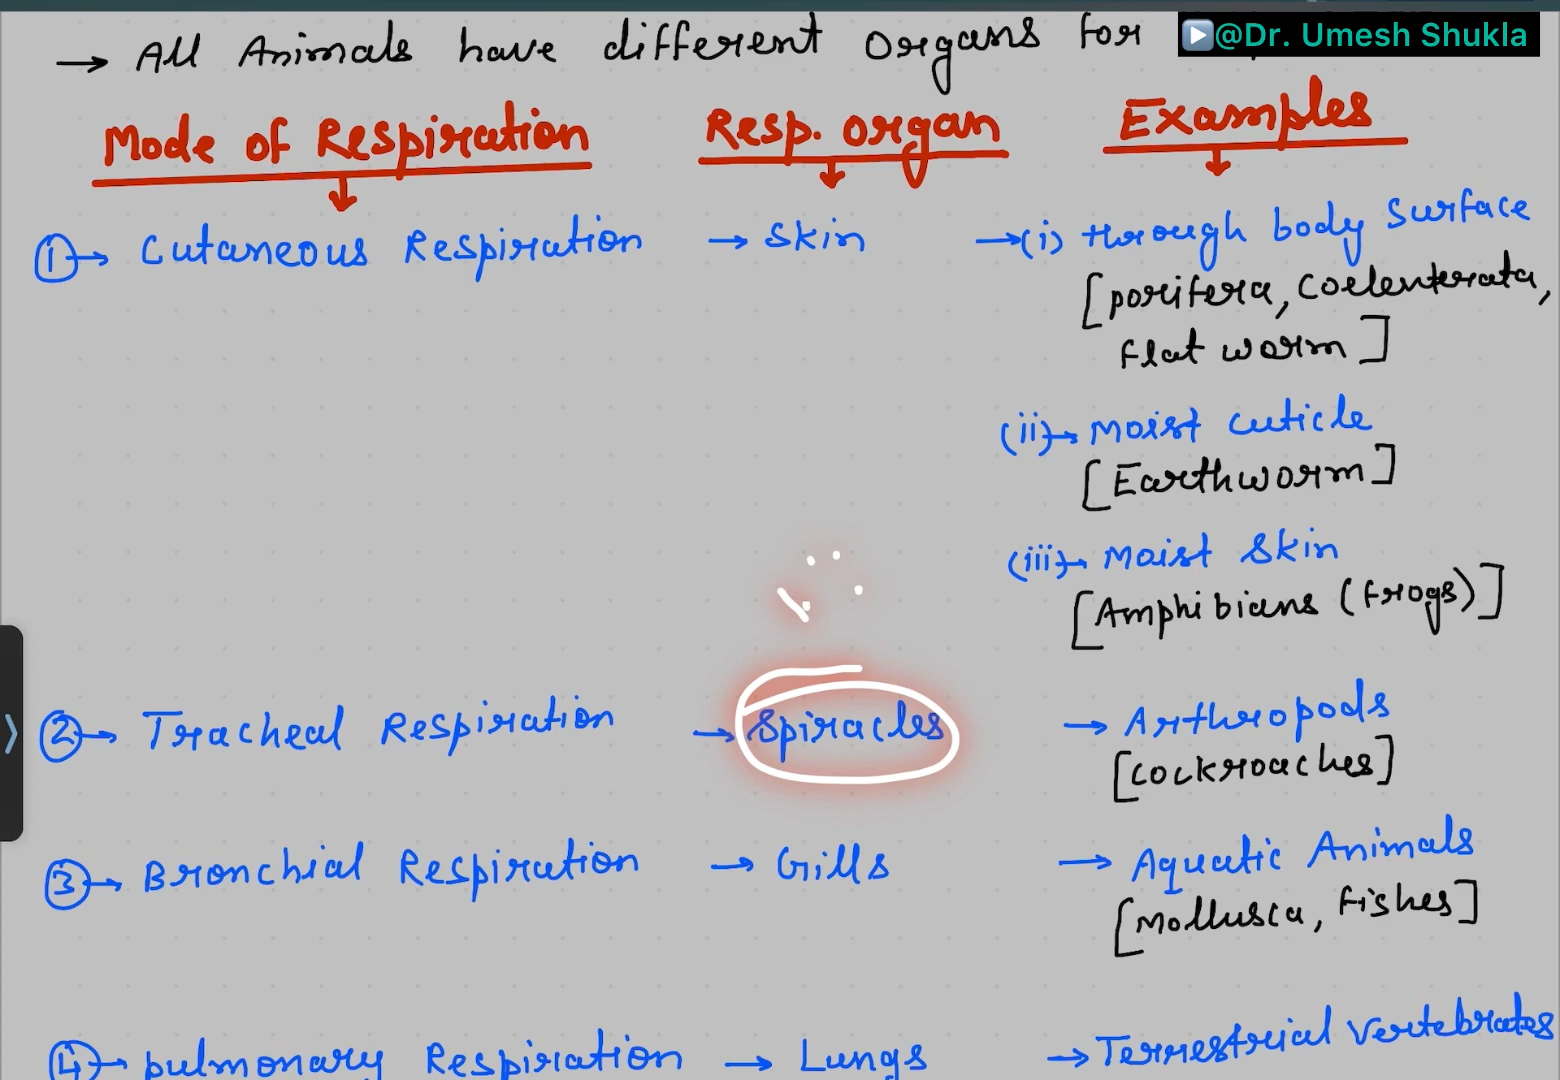 → All Animals have different organs for
@Dr. Umesh Shukla
Mode of Respiration
Resp. organ
Examples
① → Cutaneous Respiration → Skin → (i) through body surface
[porifera, Coelenterata,
flat worm]
(ii) → Moist cuticle
[Earthworm]
(iii) → Moist Skin
[Amphibians (frogs)]
② → Tracheal Respiration → Spiracles → Arthropods
[cockroaches]
③ → Bronchial Respiration → Gills → Aquatic Animals
[Mollusca, fishes]
④ → pulmonary Respiration → Lungs → Terrestrial Vertebrates